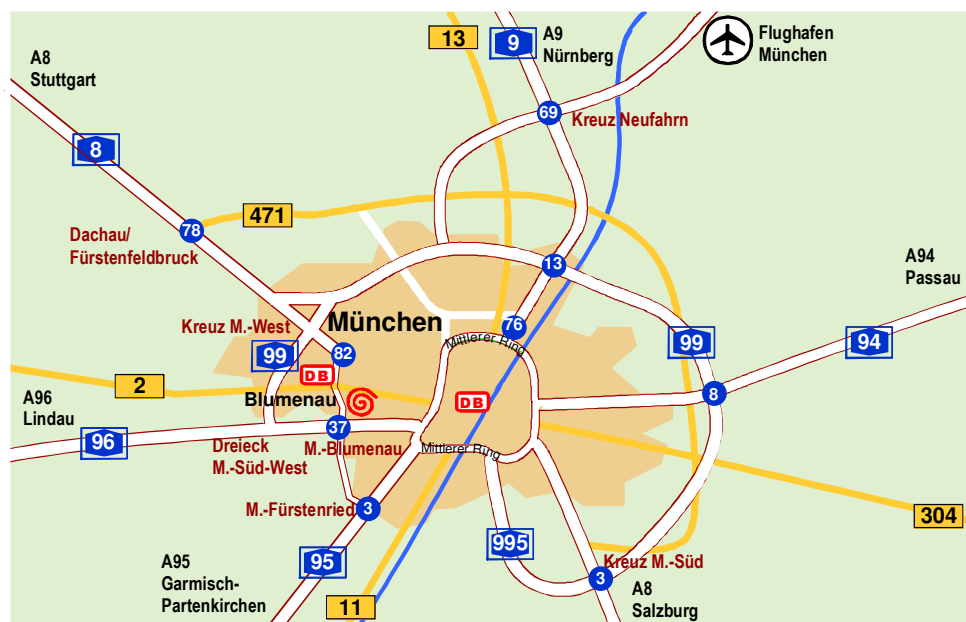 13
9
A9
Nürnberg
Flughafen
München
A8
Stuttgart
8
69
Kreuz Neufahrn
471
78
Dachau/
Fürstenfeldbruck
13
A94
Passau
Kreuz M.-West
München
76
Mittlerer Ring
99
82
99
94
DB
2
Blumenau
DB
8
A96
Lindau
96
37
Dreieck
M.-Süd-West
M.-Blumenau
Mittlerer Ring
M.-Fürstenried
3
304
995
A95
Garmisch-
Partenkirchen
95
Kreuz M.-Süd
3
A8
Salzburg
11